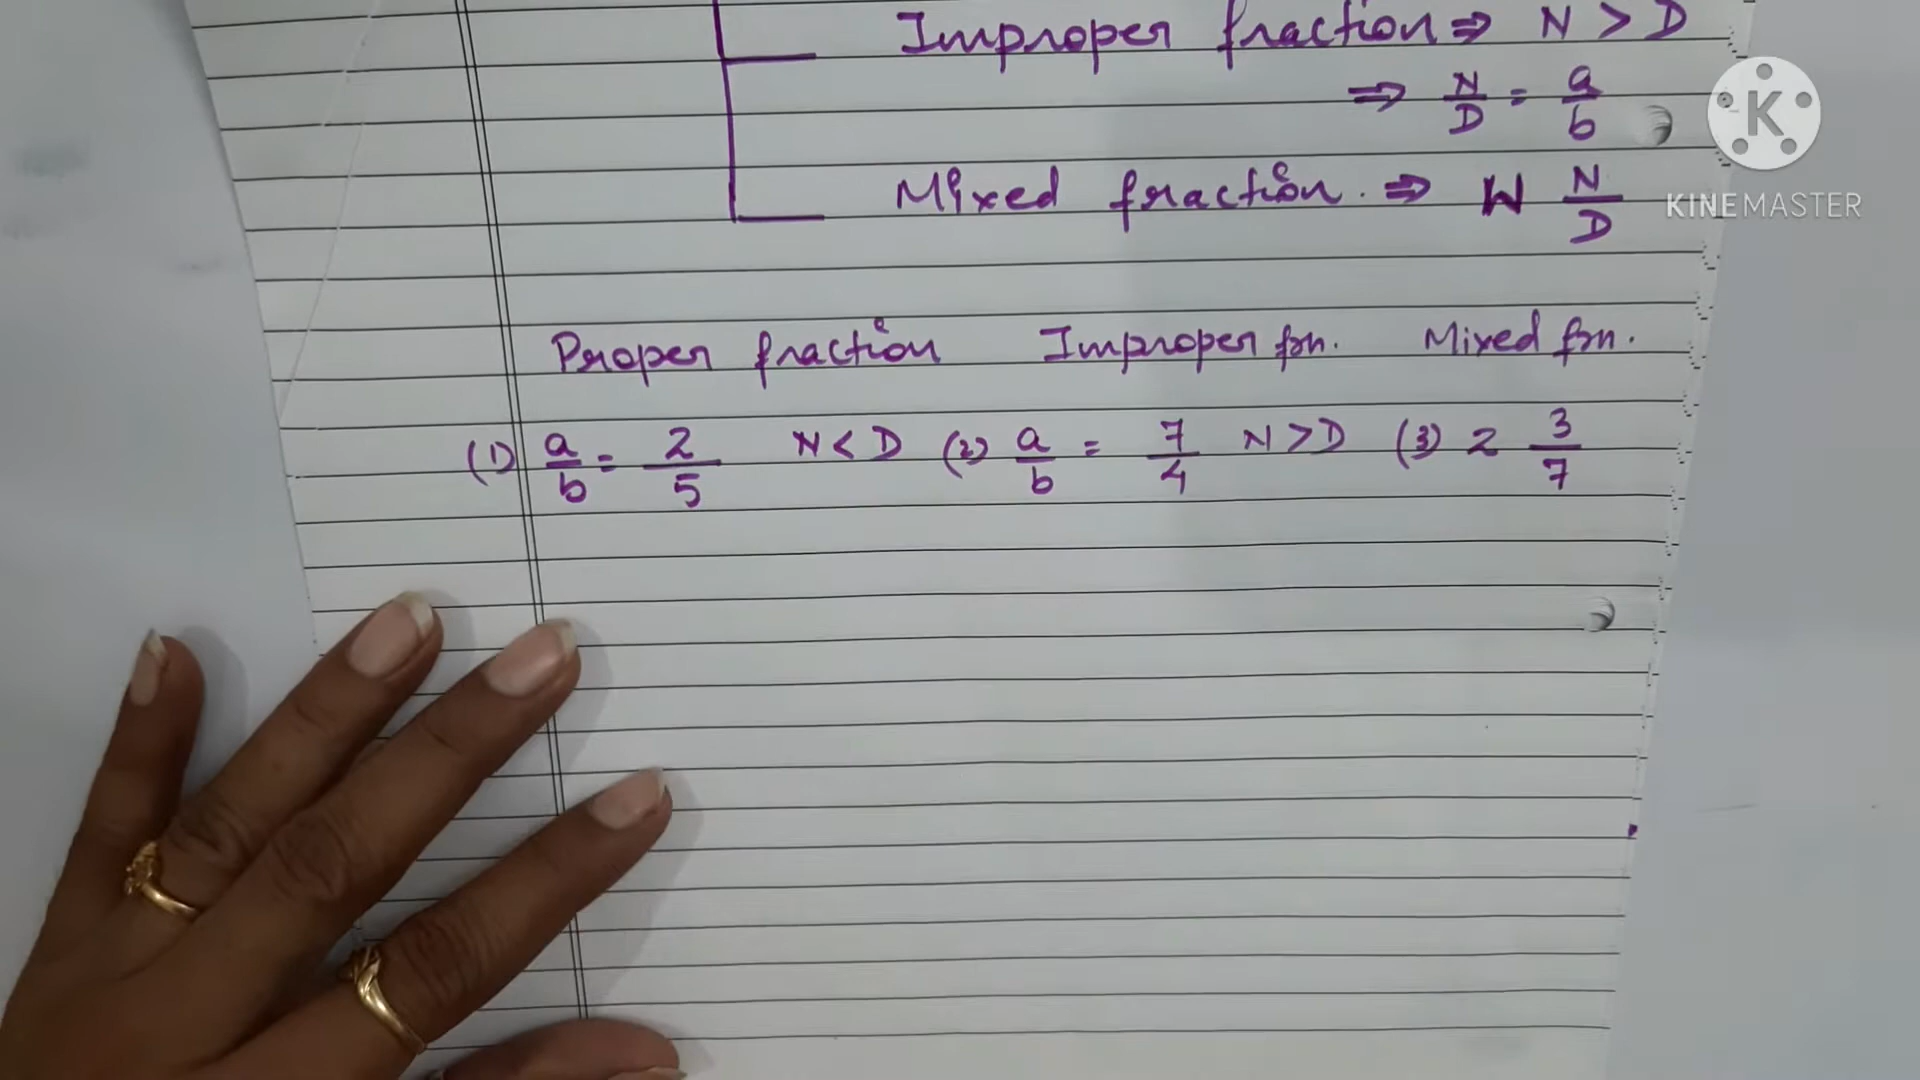 Improper fraction ⇒ N > D
⇒ N/D = a/b
Mixed fraction. ⇒ W N/D
K
KINEMASTER
Proper fraction Improper frn. Mixed frn.
(1) a/b = 2/5 N < D (2) a/b = 7/4 N > D (3) 2 3/7